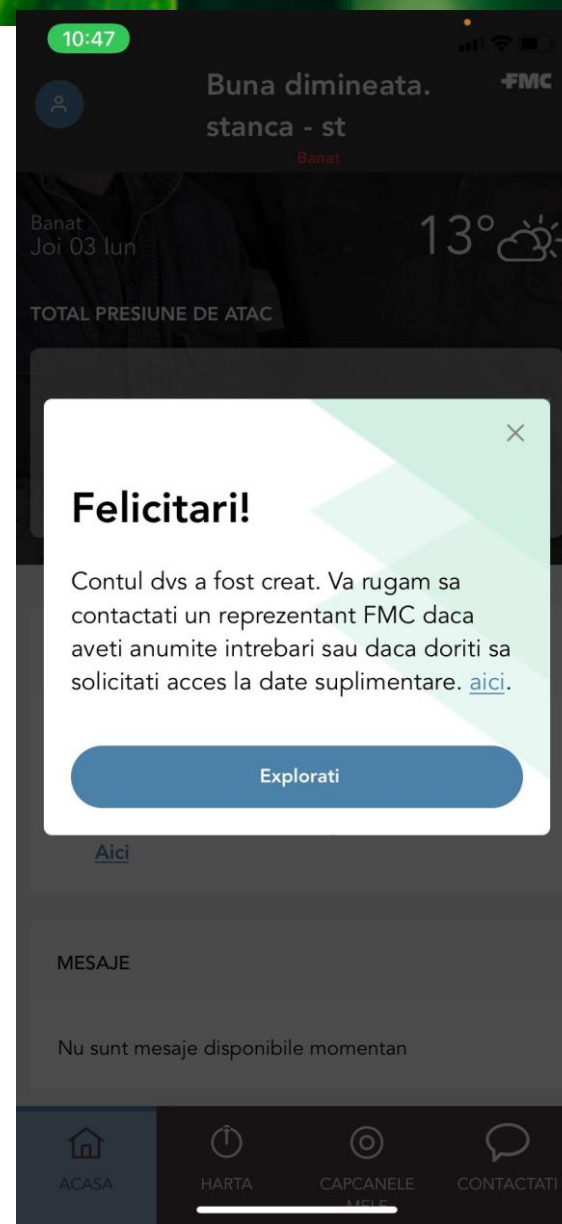 10:47
Buna dimineata.
FMC
stanca - st
Banat
Banat
13°
Joi 03 Iun
TOTAL PRESIUNE DE ATAC
Felicitari!
Contul dvs a fost creat. Va rugam sa
contactati un reprezentant FMC daca
aveti anumite intrebari sau daca doriti sa
solicitati acces la date suplimentare. aici.
Explorati
Aici
MESAJE
Nu sunt mesaje disponibile momentan
ACASA
HARTA
CAPCANELE
MELE
CONTACTATI